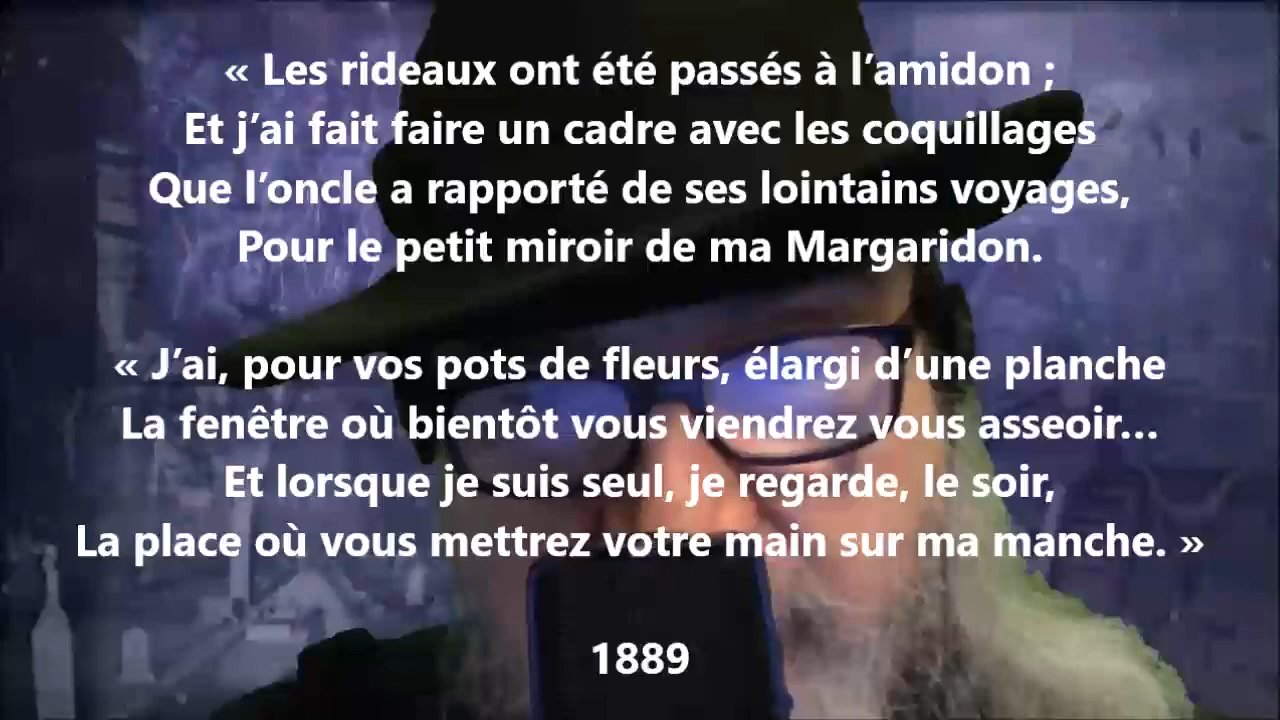 « Les rideaux ont été passés à l’amidon ;
Et j’ai fait faire un cadre avec les coquillages
Que l’oncle a rapporté de ses lointains voyages,
Pour le petit miroir de ma Margaridon.
« J’ai, pour vos pots de fleurs, élargi d’une planche
La fenêtre où bientôt vous viendrez vous asseoir...
Et lorsque je suis seul, je regarde, le soir,
La place où vous mettrez votre main sur ma manche. »
1889